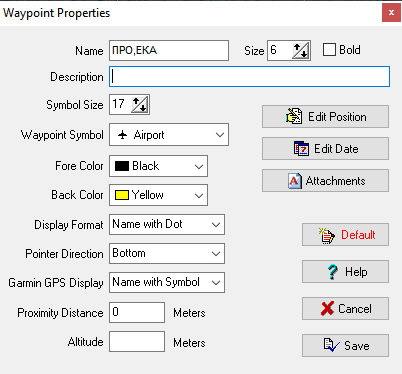 Waypoint Properties
Name ПРО,ЕКА Size 6 Bold
Description
Symbol Size 17
Edit Position
Waypoint Symbol Airport
Edit Date
Fore Color Black
Attachments
Back Color Yellow
Display Format Name with Dot
Default
Pointer Direction Bottom
Help
Garmin GPS Display Name with Symbol
Proximity Distance 0 Meters
Cancel
Altitude Meters
Save